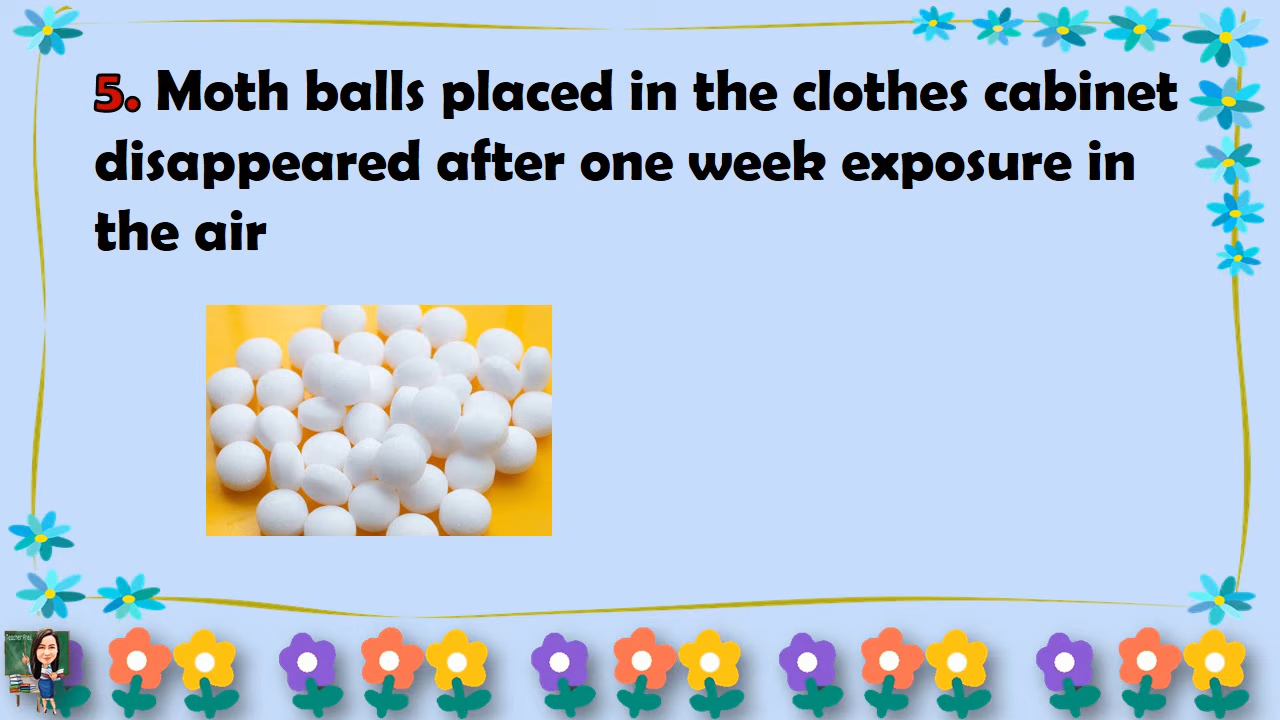 5. Moth balls placed in the clothes cabinet
disappeared after one week exposure in
the air